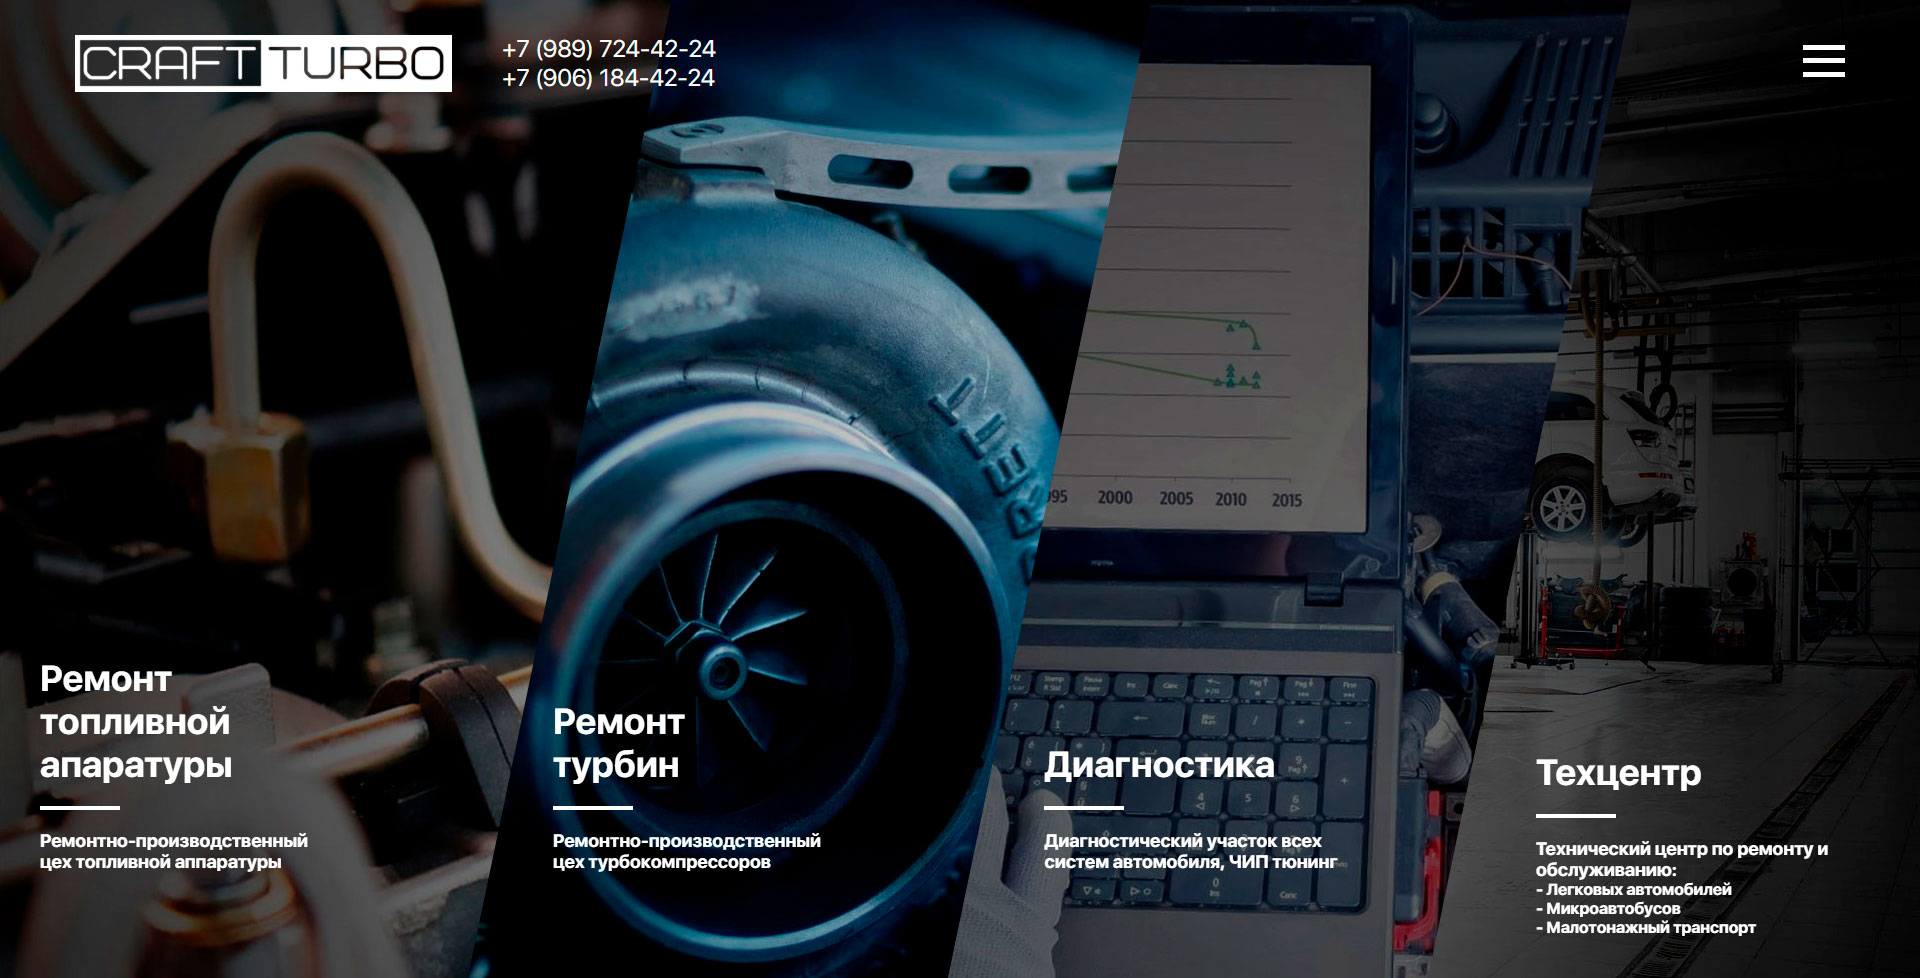 CRAFT TURBO
+7 (989) 724-42-24
+7 (906) 184-42-24
2000 2005 2010 2015
Ремонт
топливной
апаратуры
Ремонтно-производственный
цех топливной аппаратуры
Ремонт
турбин
Ремонтно-производственный
цех турбокомпрессоров
Диагностика
Диагностический участок всех
систем автомобиля, ЧИП тюнинг
Техцентр
Технический центр по ремонту и
обслуживанию:
- Легковых автомобилей
- Микроавтобусов
- Малотонажный транспорт